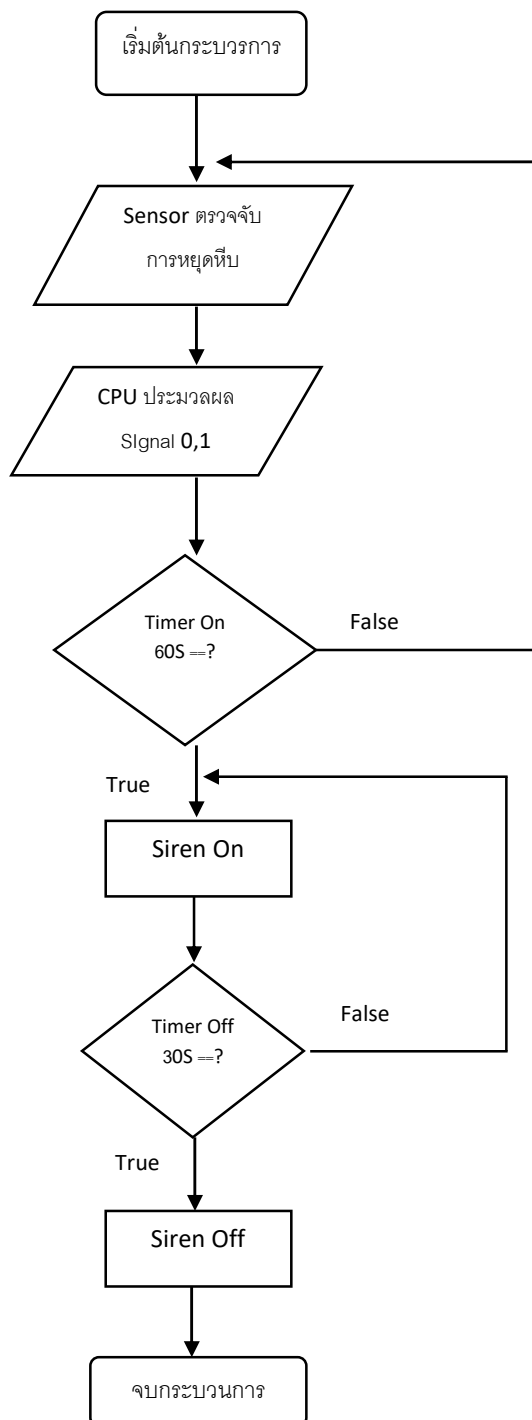 เริ่มต้นกระบวรการ
Sensor ตรวจจับ
การหยุดหีบ
CPU ประมวลผล
SIgnal 0,1
Timer On
60S ==?
False
True
Siren On
Timer Off
30S ==?
False
True
Siren Off
จบกระบวนการ